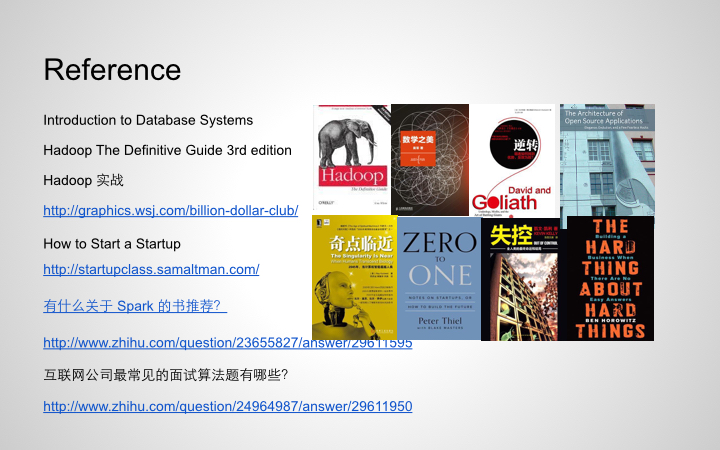 Reference
Introduction to Database Systems
Hadoop The Definitive Guide 3rd edition
Hadoop 实战
http://graphics.wsj.com/billion-dollar-club/
How to Start a Startup
http://startupclass.samaltman.com/
有什么关于 Spark 的书推荐?
http://www.zhihu.com/question/23655827/answer/29611595
互联网公司最常见的面试算法题有哪些?
http://www.zhihu.com/question/24964987/answer/29611950
Hadoop
The Definitive Guide
O'REILLY
数学之美
逆转
David and
Goliath
The Architecture of
Open Source Applications
奇点临近
The Singularity Is Near
ZERO
TO
ONE
NOTES ON STARTUPS, OR
HOW TO BUILD THE FUTURE
Peter Thiel
WITH BLAKE MASTERS
失控
OUT OF CONTROL
THE
Building a
HARD
Business When
THING
There Are No
ABOUT
Easy Answers
HARD
BEN HOROWITZ
THINGS